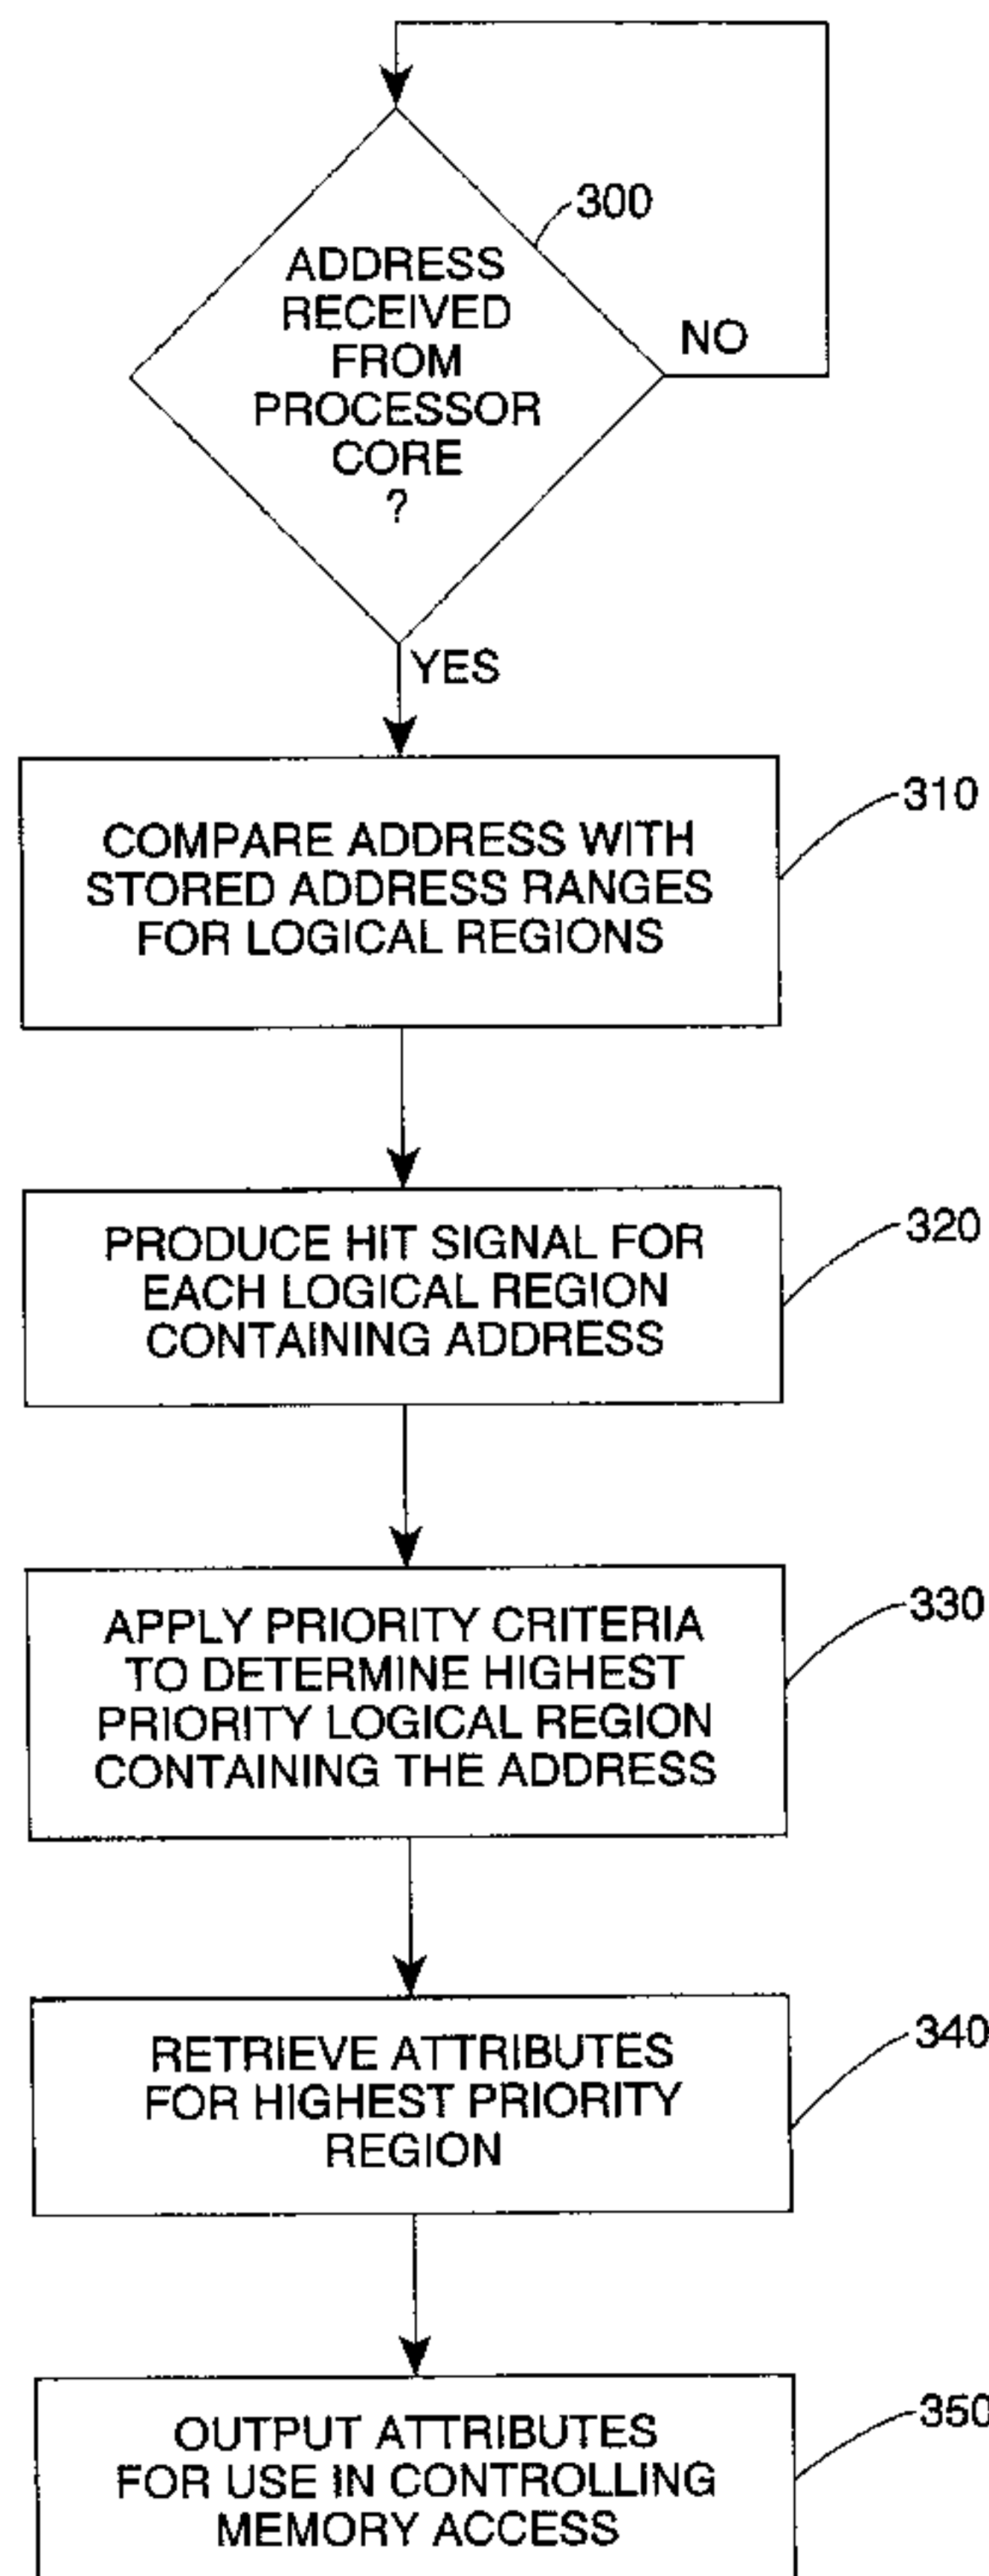 300
ADDRESS
RECEIVED
FROM
PROCESSOR
CORE
?
NO
YES
310
COMPARE ADDRESS WITH
STORED ADDRESS RANGES
FOR LOGICAL REGIONS
320
PRODUCE HIT SIGNAL FOR
EACH LOGICAL REGION
CONTAINING ADDRESS
330
APPLY PRIORITY CRITERIA
TO DETERMINE HIGHEST
PRIORITY LOGICAL REGION
CONTAINING THE ADDRESS
340
RETRIEVE ATTRIBUTES
FOR HIGHEST PRIORITY
REGION
350
OUTPUT ATTRIBUTES
FOR USE IN CONTROLLING
MEMORY ACCESS